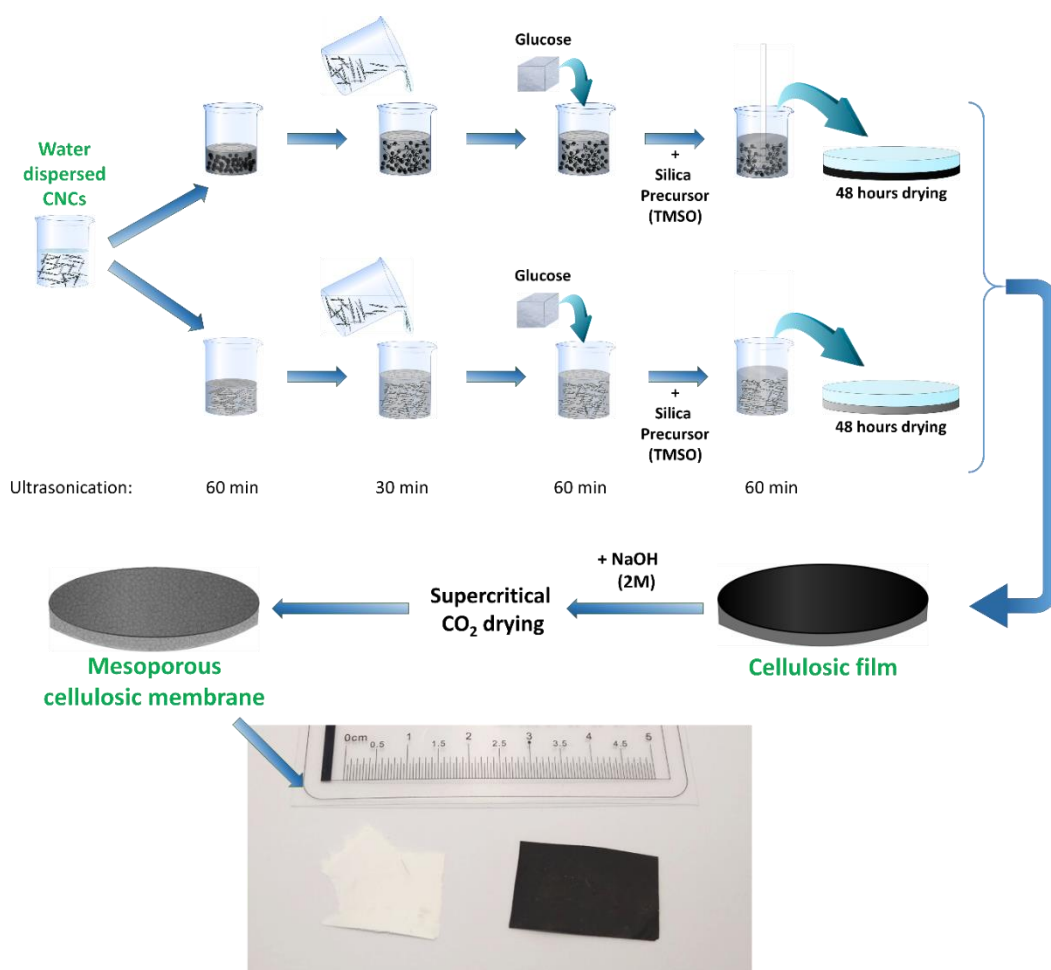 Glucose
Water
dispersed
CNCs
+
Silica
Precursor
(TMSO)
48 hours drying
Glucose
+
Silica
Precursor
(TMSO)
48 hours drying
Ultrasonication: 60 min 30 min 60 min 60 min
+ NaOH
(2M)
Supercritical
CO₂ drying
Mesoporous
cellulosic membrane
Cellulosic film
0cm 1 2 3 4 5
0.5 1.5 2.5 3.5 4.5